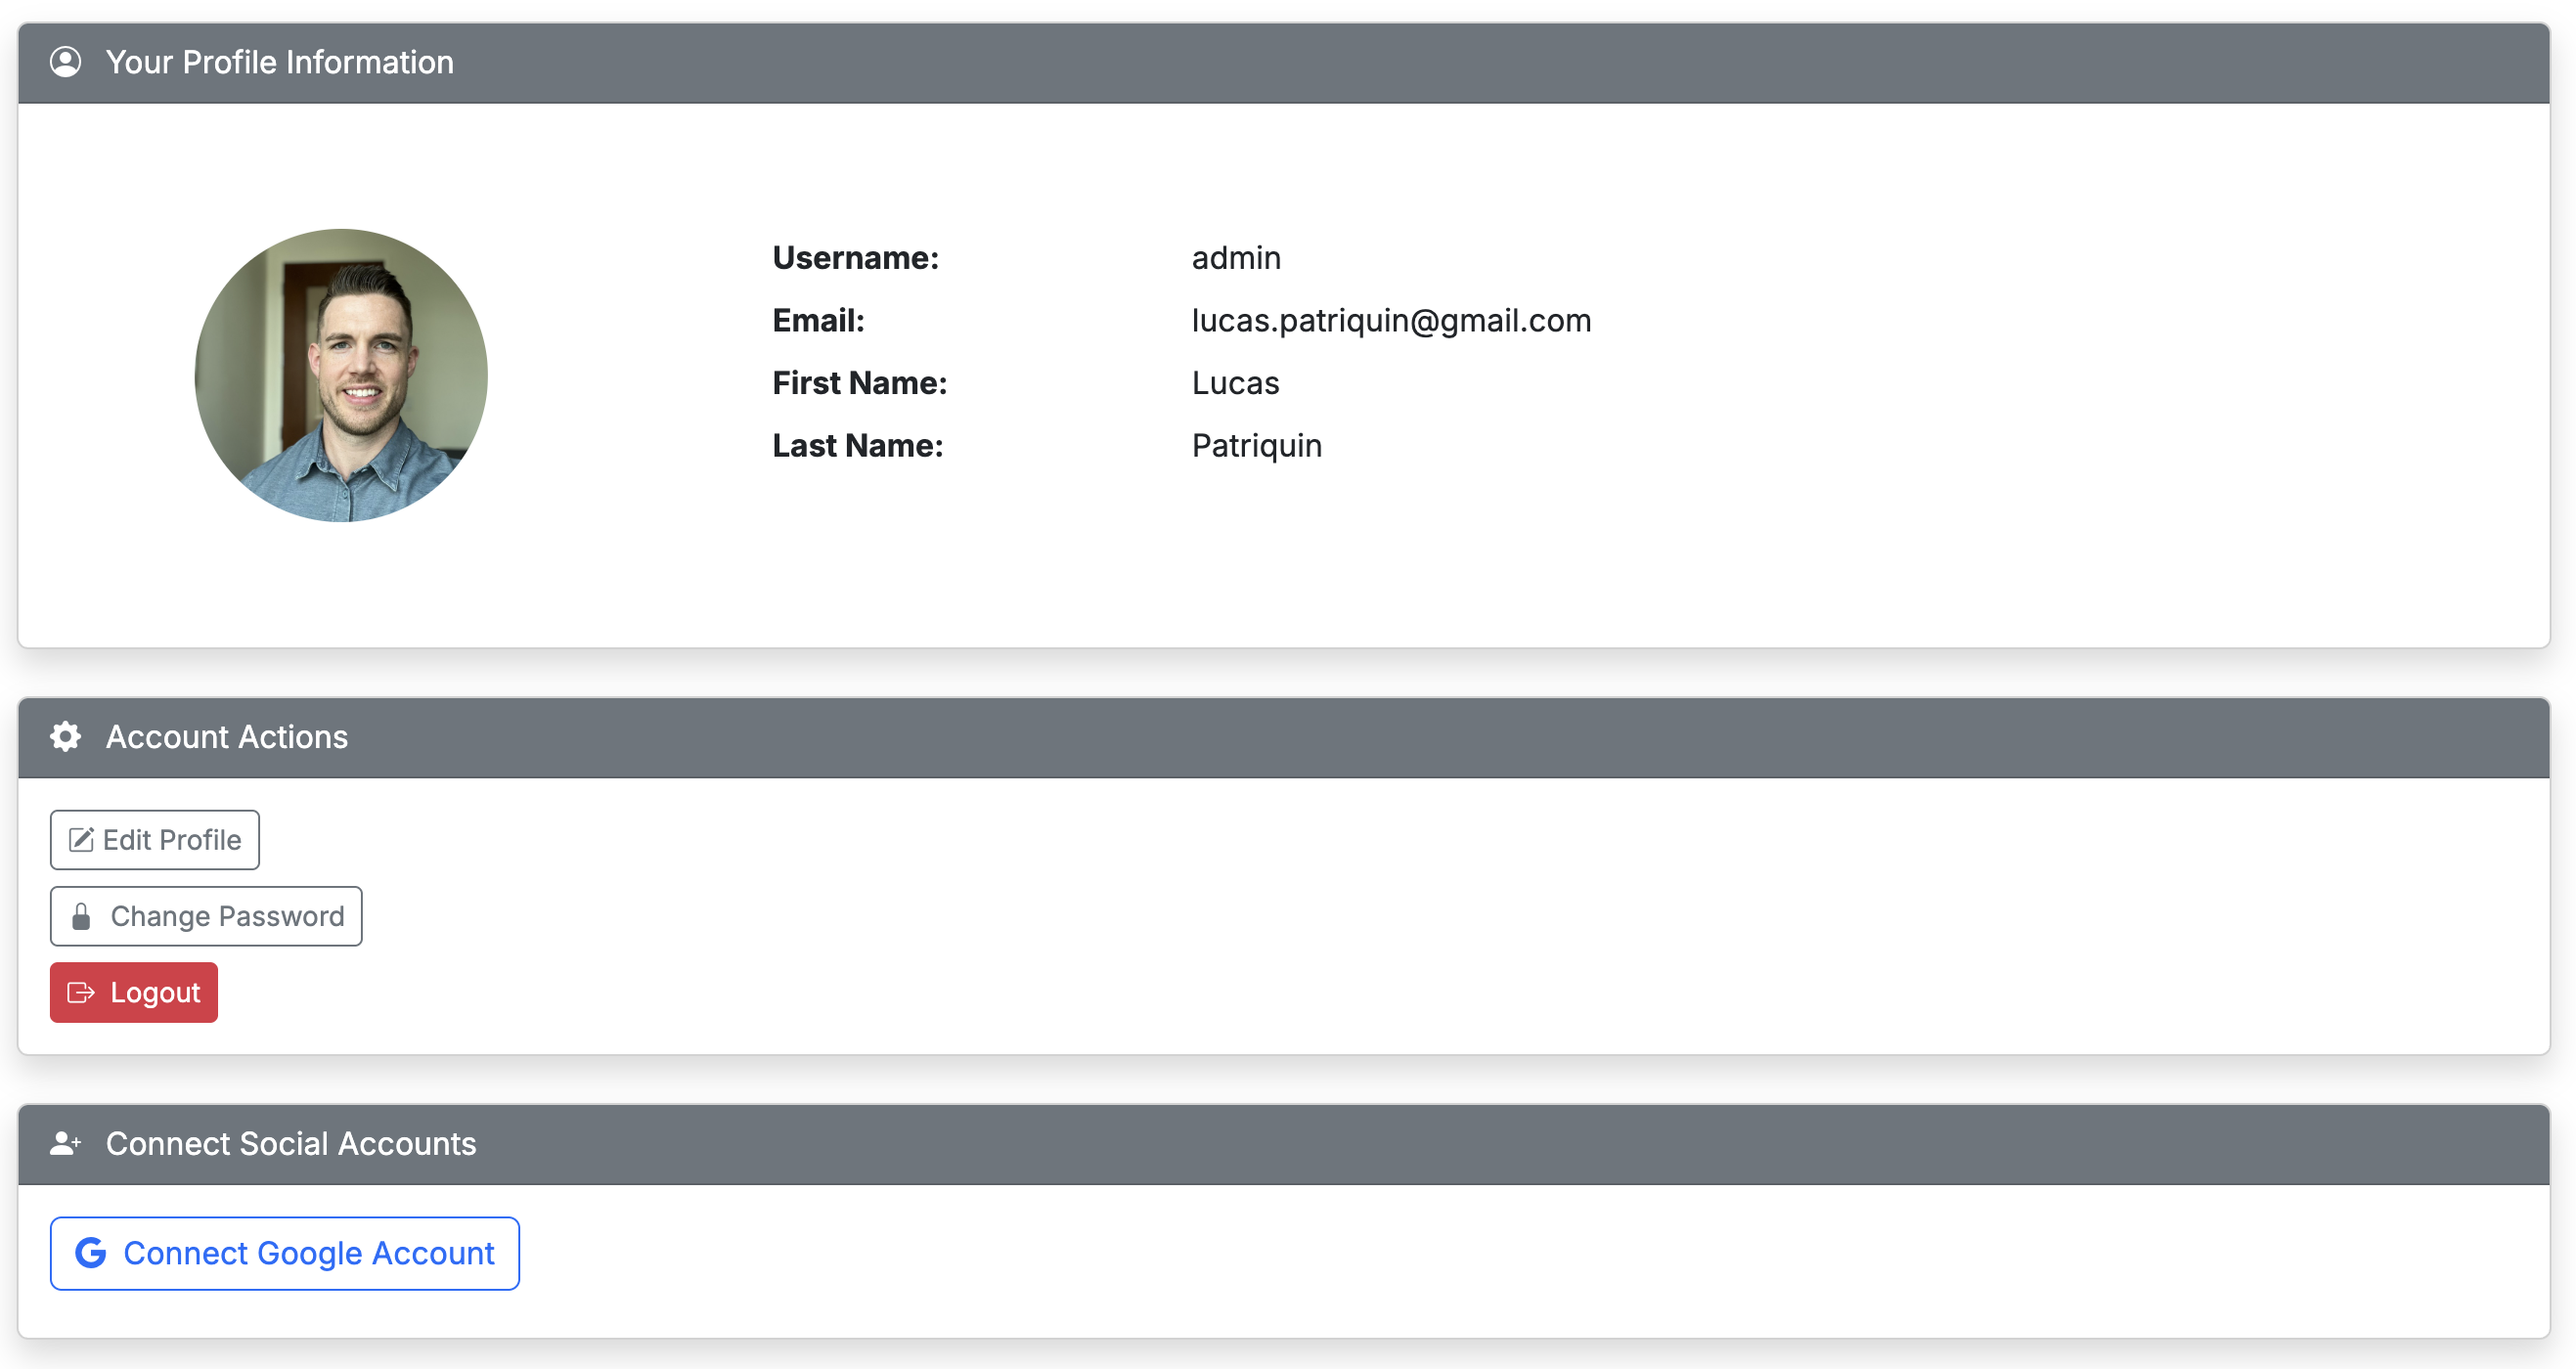 Your Profile Information
Username: admin
Email: lucas.patriquin@gmail.com
First Name: Lucas
Last Name: Patriquin
Account Actions
Edit Profile
Change Password
Logout
Connect Social Accounts
Connect Google Account